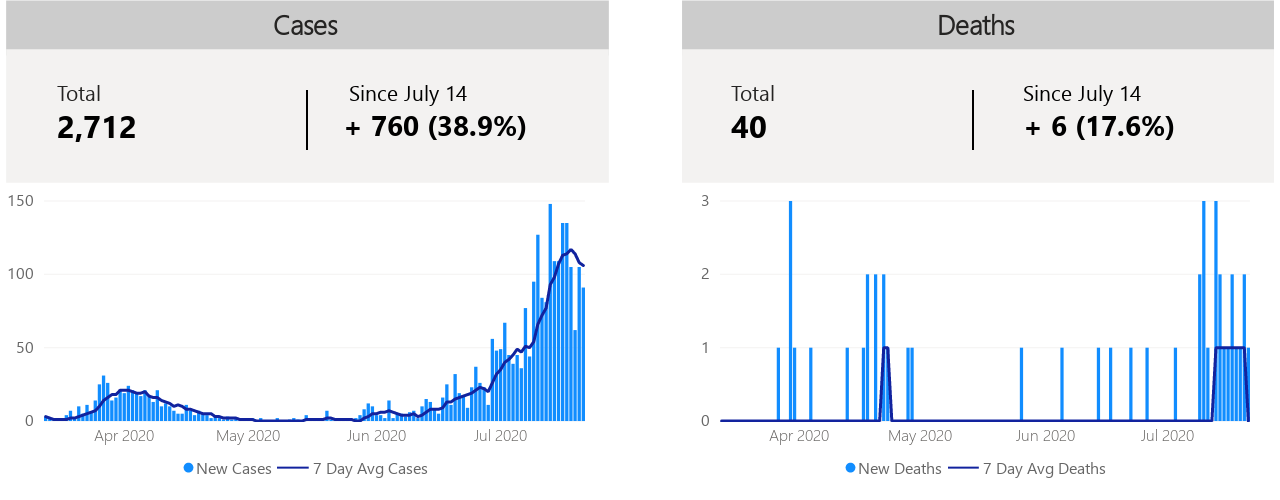 Cases
Total
2,712
Since July 14
+ 760 (38.9%)
150
100
50
0
Apr 2020 May 2020 Jun 2020 Jul 2020
New Cases 7 Day Avg Cases
Deaths
Total
40
Since July 14
+ 6 (17.6%)
3
2
1
0
Apr 2020 May 2020 Jun 2020 Jul 2020
New Deaths 7 Day Avg Deaths